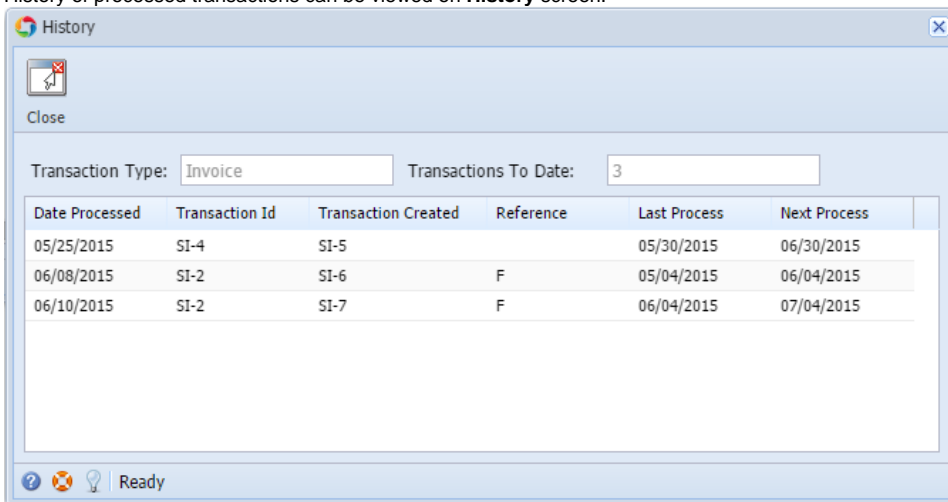 History of processed transactions can be viewed on History screen.
History
Close
Transaction Type: Invoice Transactions To Date: 3
Date Processed Transaction Id Transaction Created Reference Last Process Next Process
05/25/2015 SI-4 SI-5 05/30/2015 06/30/2015
06/08/2015 SI-2 SI-6 F 05/04/2015 06/04/2015
06/10/2015 SI-2 SI-7 F 06/04/2015 07/04/2015
Ready